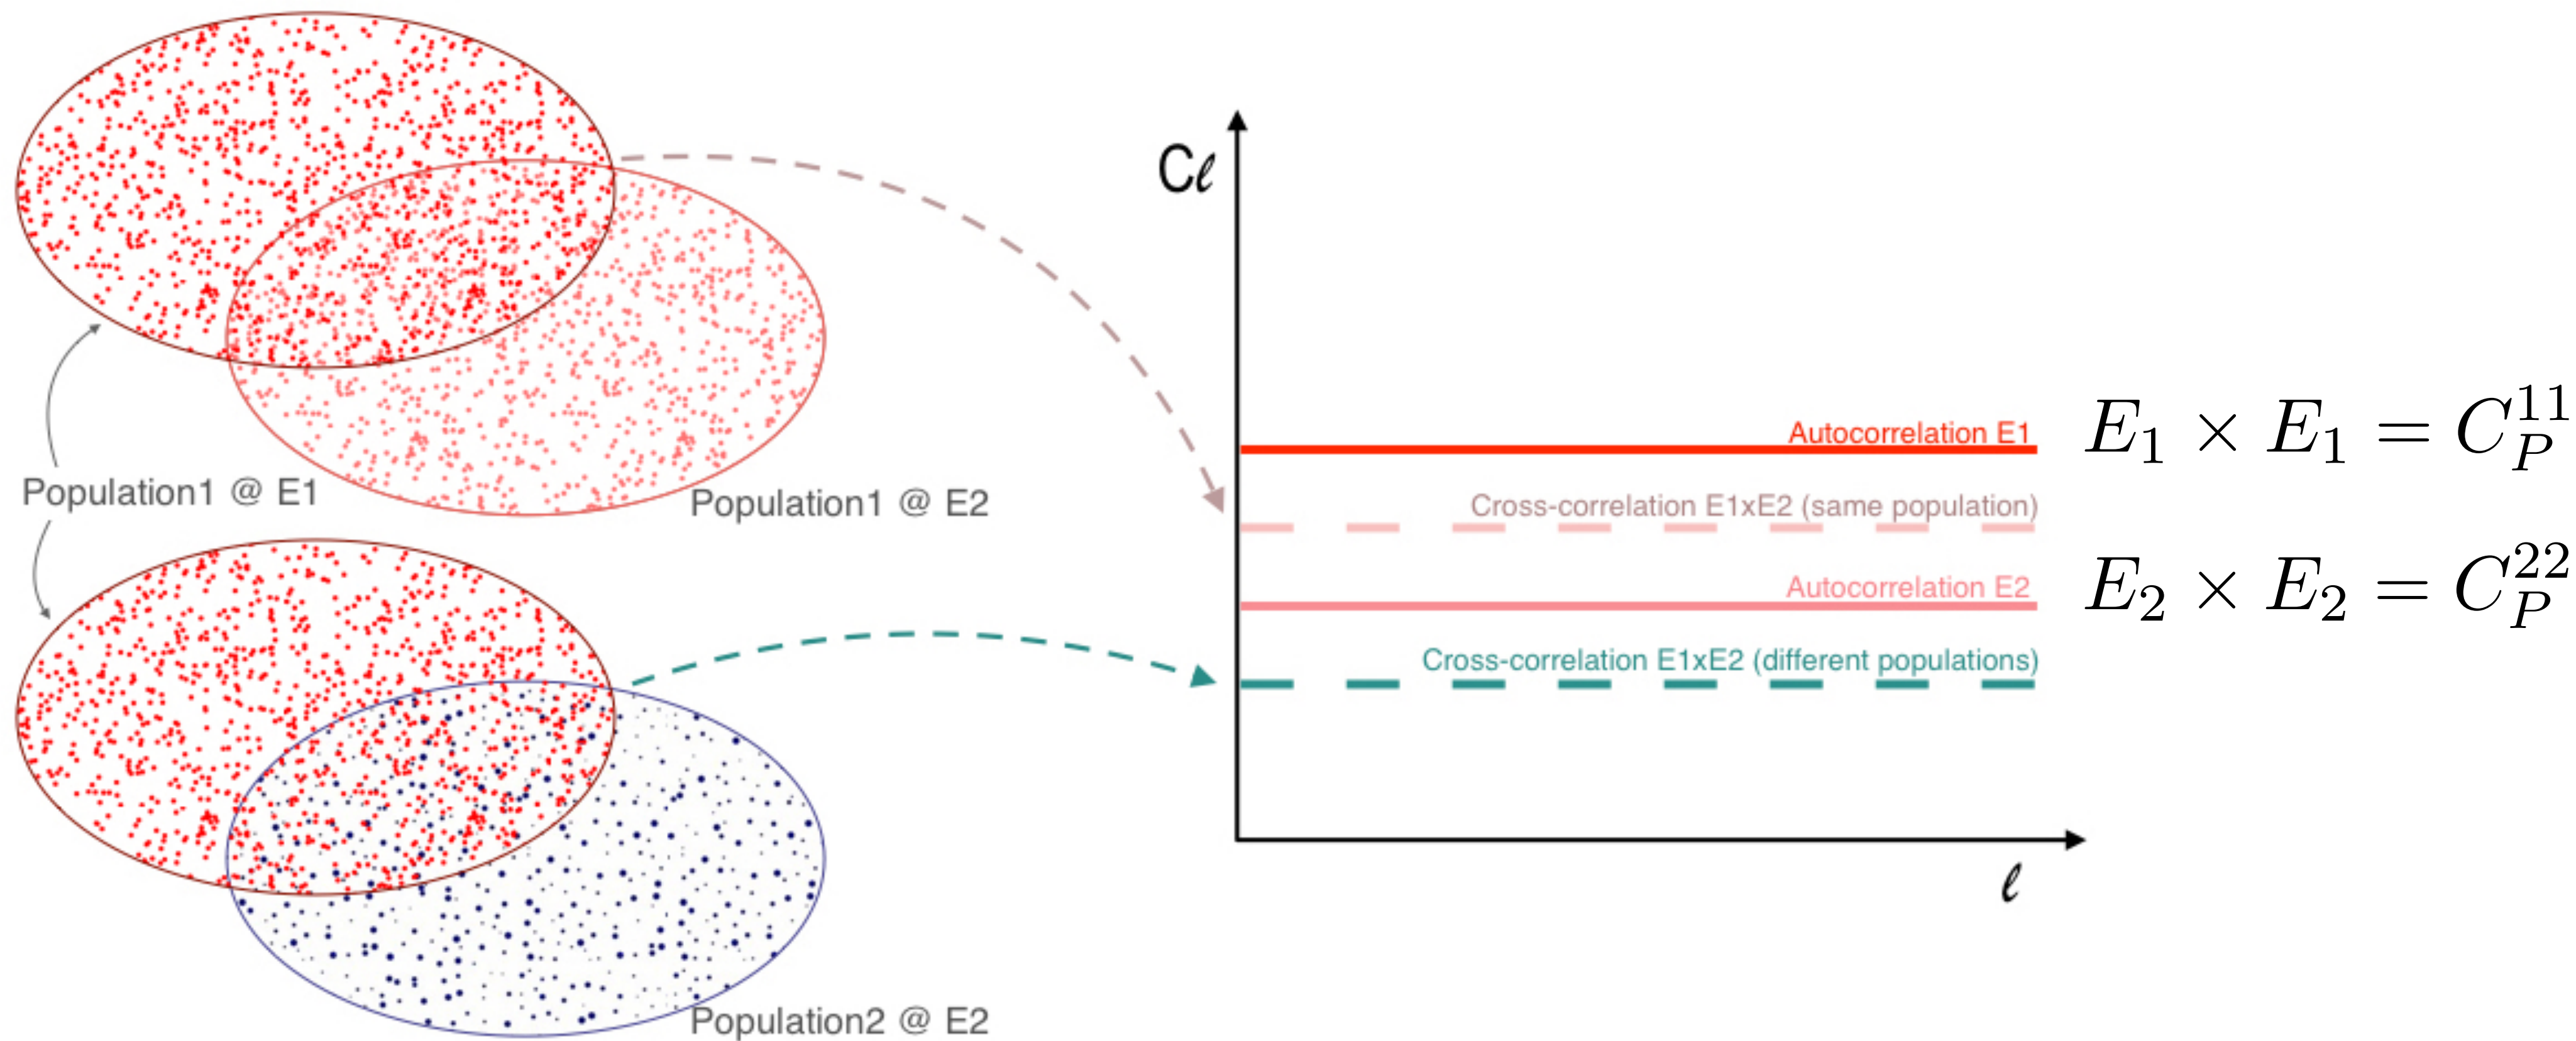 Population1 @ E1
Population1 @ E2
Population2 @ E2
Cℓ
Autocorrelation E1
Cross-correlation E1xE2 (same population)
Autocorrelation E2
Cross-correlation E1xE2 (different populations)
ℓ
E₁ × E₁ = C_P^{11}
E₂ × E₂ = C_P^{22}